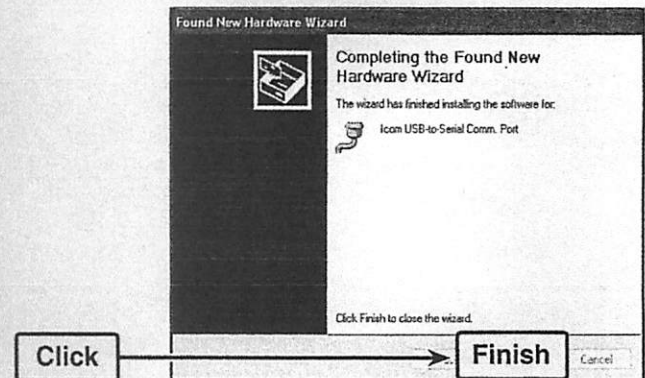 Found New Hardware Wizard
Completing the Found New
Hardware Wizard
The wizard has finished installing the software for:
Icom USB-to-Serial Comm. Port
Click Finish to close the wizard.
Click
Finish
Cancel